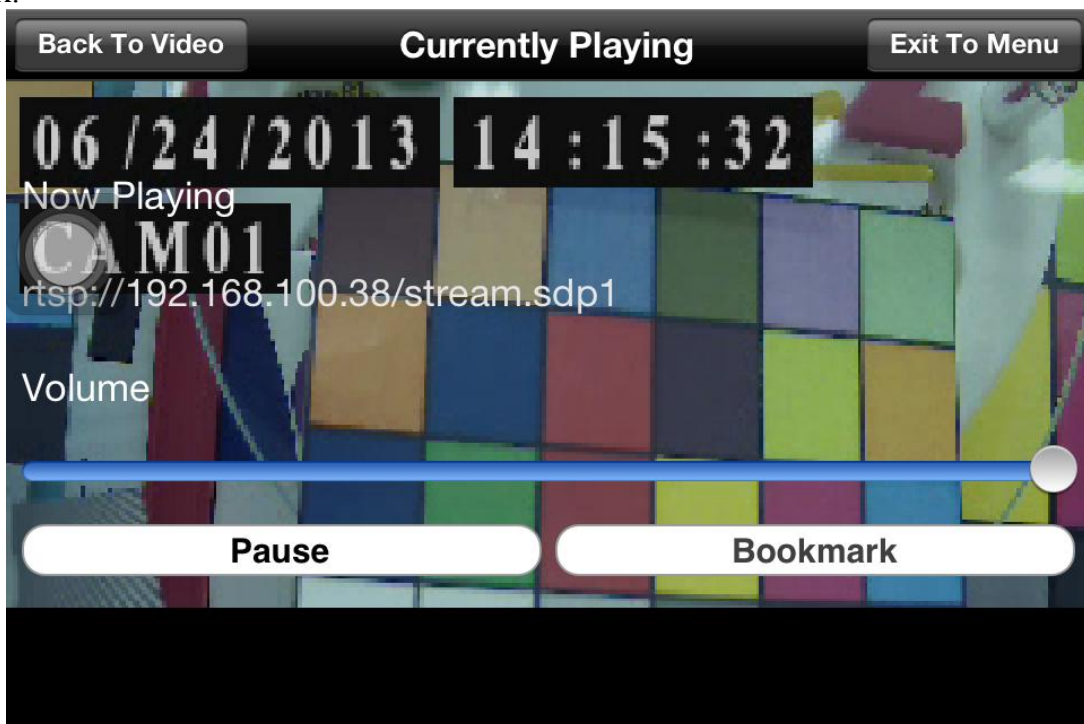 Back To Video Currently Playing Exit To Menu
06/24/2013 14:15:32
Now Playing
CAM01
rtsp://192.168.100.38/stream.sdp1
Volume
Pause Bookmark